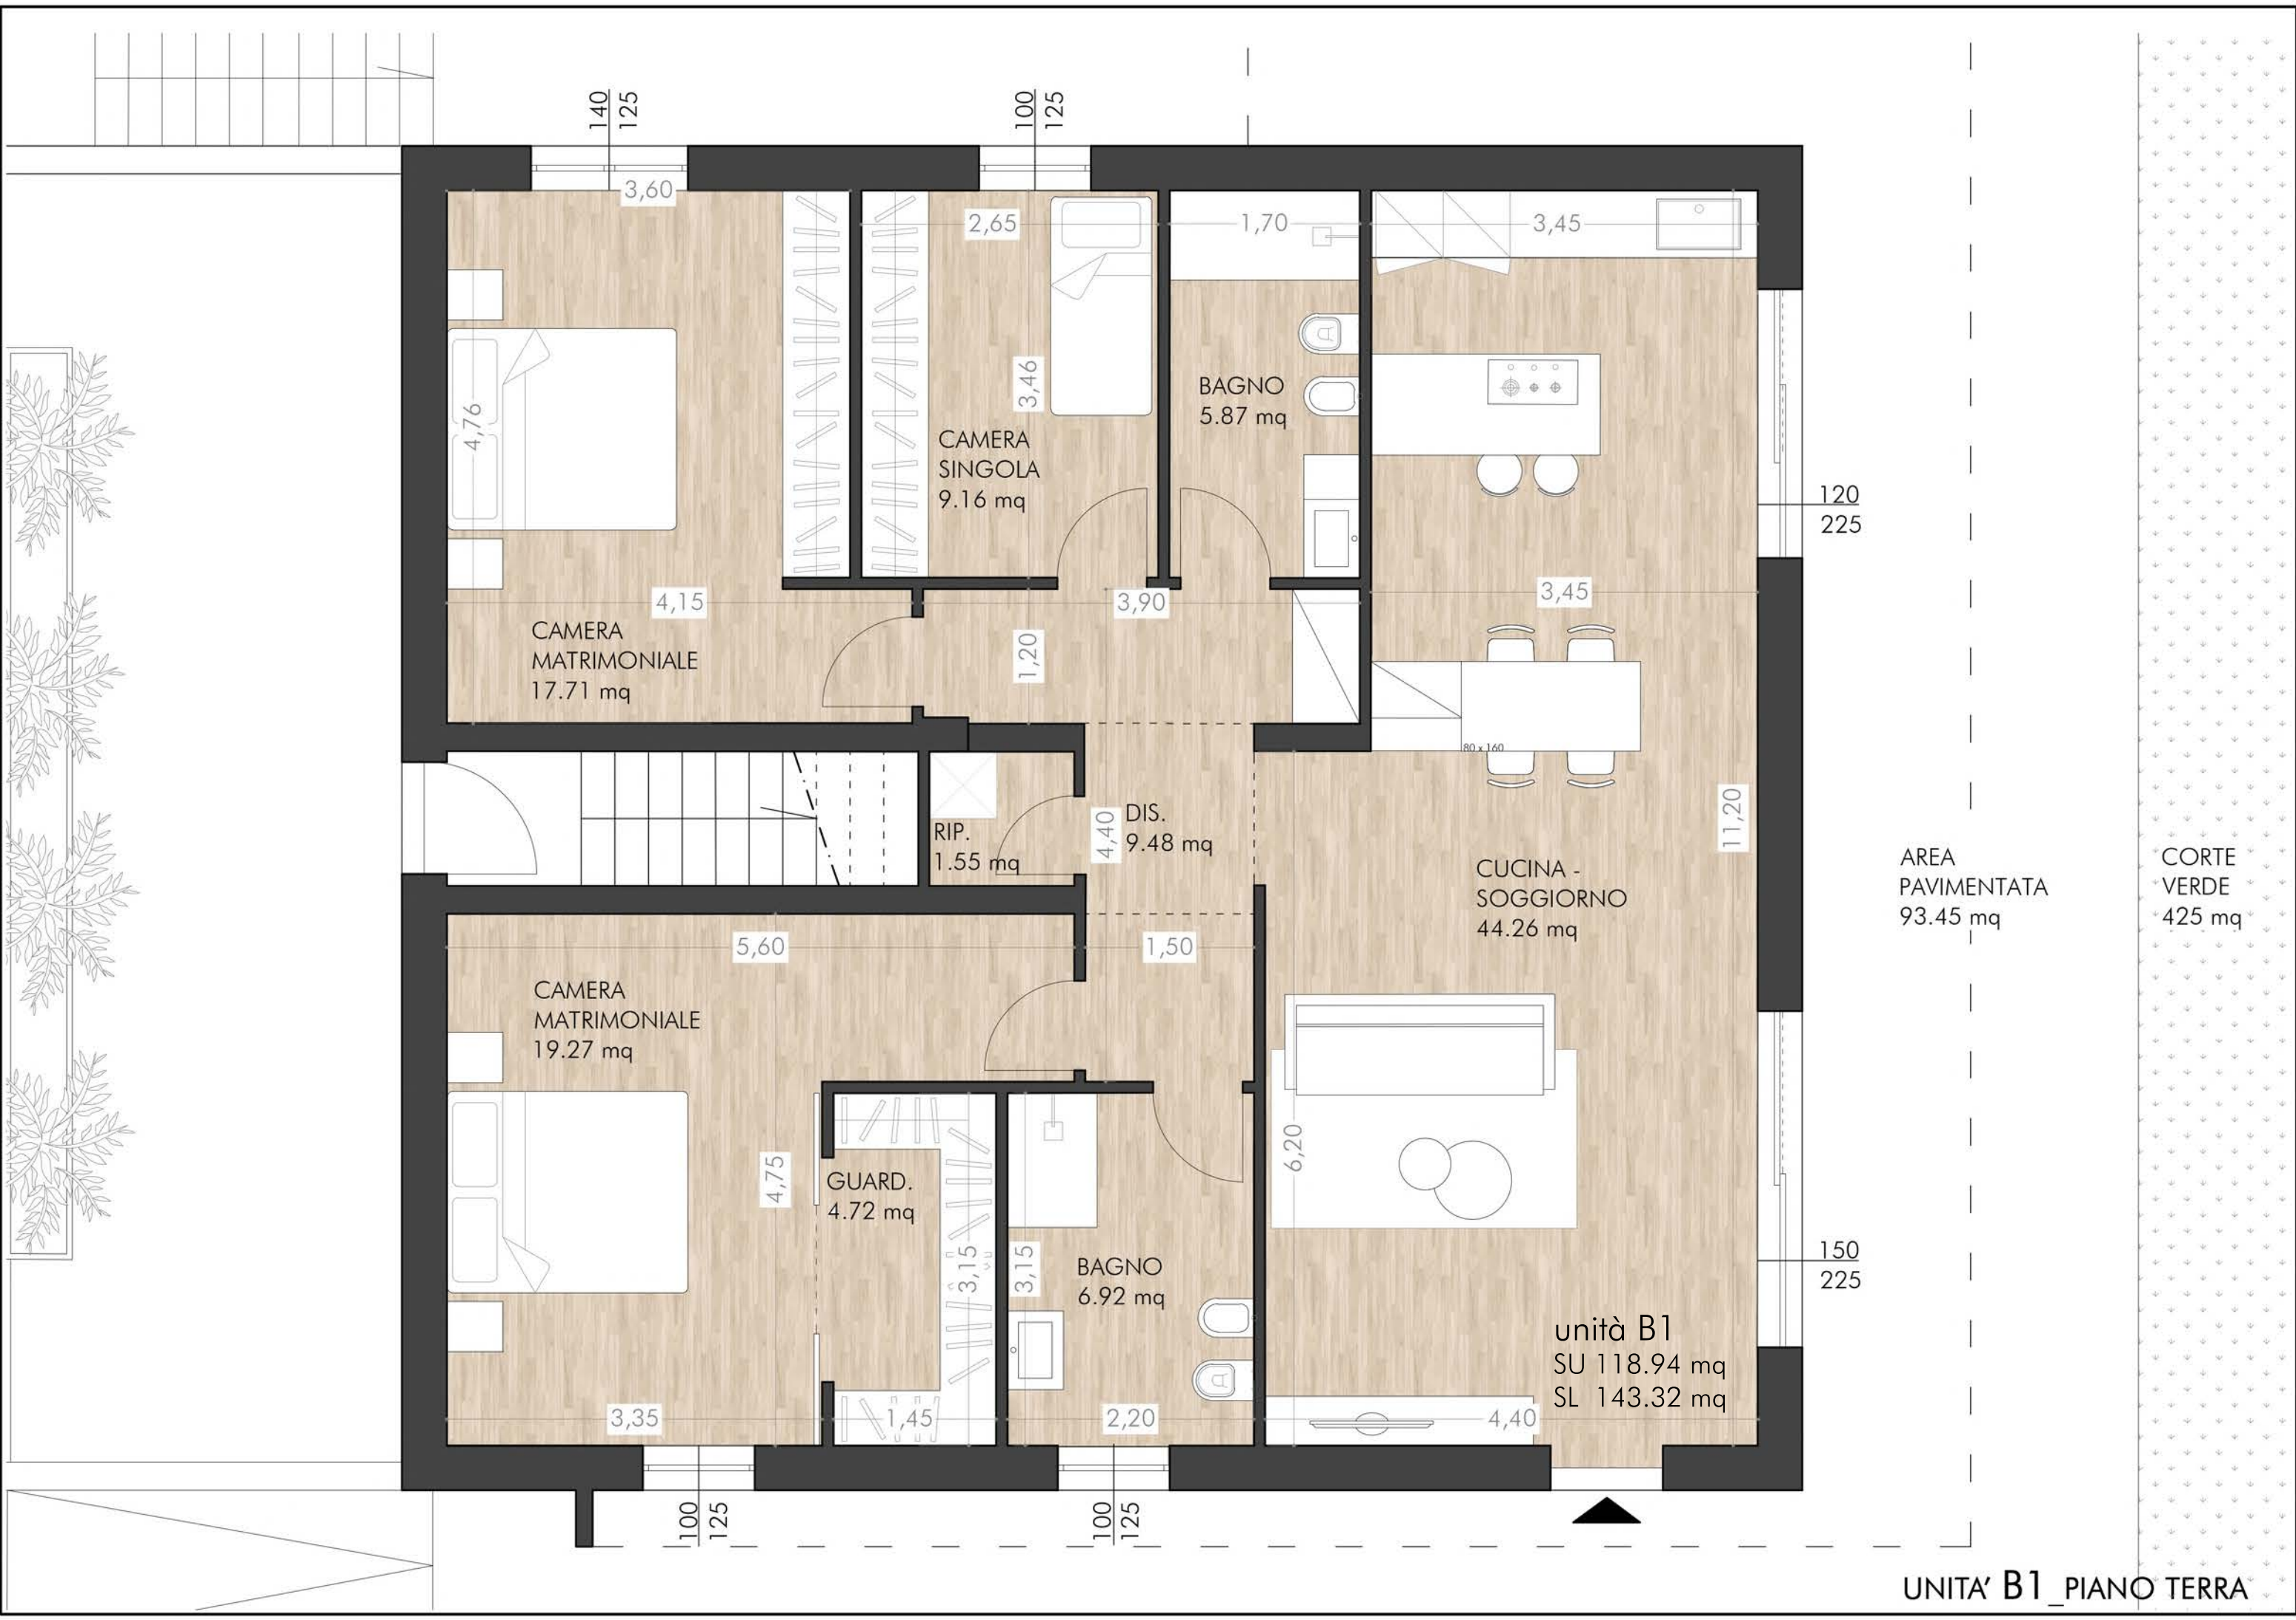 140
125
100
125
3,60
2,65
1,70
3,45
4,76
3,46
BAGNO
5.87 mq
CAMERA
SINGOLA
9.16 mq
120
225
4,15
3,90
3,45
CAMERA
MATRIMONIALE
17.71 mq
1,20
80 x 160
RIP.
1.55 mq
4,40
DIS.
9.48 mq
11,20
CUCINA -
SOGGIORNO
44.26 mq
AREA
PAVIMENTATA
93.45 mq
CORTE
VERDE
425 mq
5,60
1,50
CAMERA
MATRIMONIALE
19.27 mq
4,75
GUARD.
4.72 mq
3,15
3,15
BAGNO
6.92 mq
6,20
150
225
unità B1
SU 118.94 mq
SL 143.32 mq
3,35
1,45
2,20
4,40
100
125
100
125
UNITA' B1_PIANO TERRA